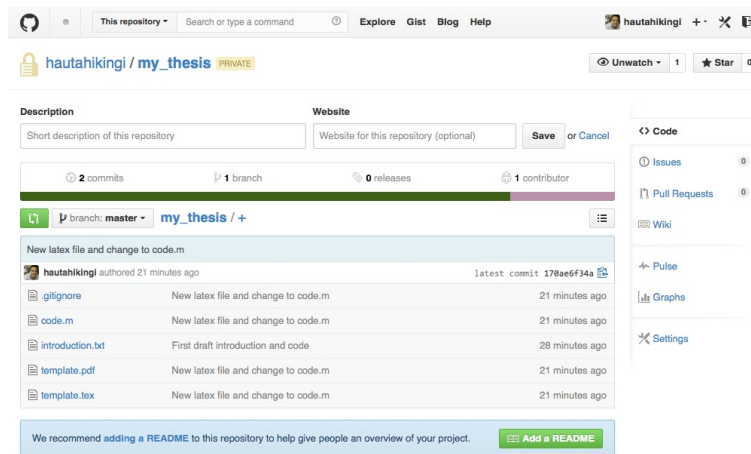 This repository Search or type a command Explore Gist Blog Help hautahikingi
hautahikingi / my_thesis PRIVATE Unwatch 1 Star 0
Description Website
Short description of this repository Website for this repository (optional) Save or Cancel
<> Code
2 commits 1 branch 0 releases 1 contributor
Issues 0
Pull Requests 0
branch: master my_thesis / +
Wiki
New latex file and change to code.m
hautahikingi authored 21 minutes ago latest commit 170ae6f34a
Pulse
.gitignore New latex file and change to code.m 21 minutes ago
Graphs
code.m New latex file and change to code.m 21 minutes ago
introduction.txt First draft introduction and code 28 minutes ago
Settings
template.pdf New latex file and change to code.m 21 minutes ago
template.tex New latex file and change to code.m 21 minutes ago
We recommend adding a README to this repository to help give people an overview of your project. Add a README